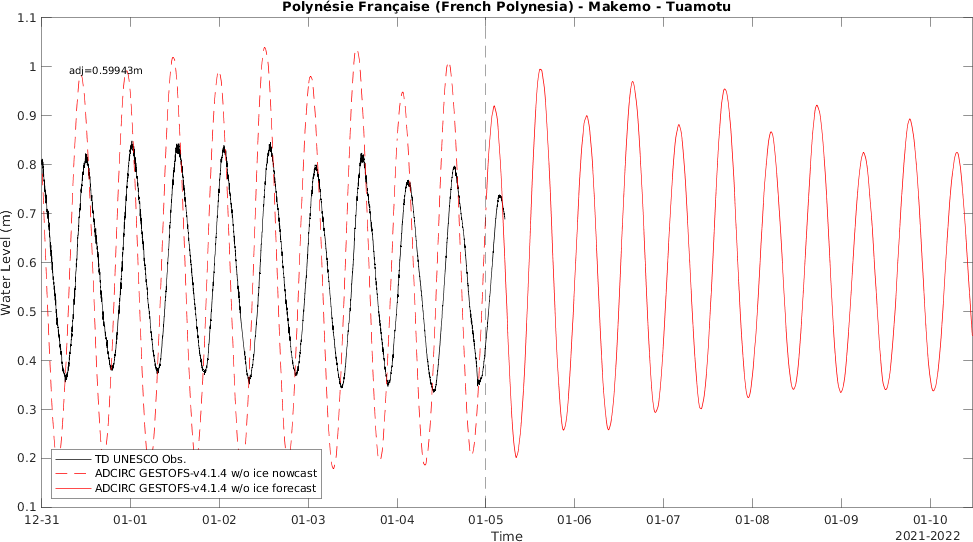 Polynésie Française (French Polynesia) - Makemo - Tuamotu
1.1
1
0.9
0.8
0.7
0.6
0.5
0.4
0.3
0.2
0.1
Water Level (m)
adj=0.59943m
TD UNESCO Obs.
ADCIRC GESTOFS-v4.1.4 w/o ice nowcast
ADCIRC GESTOFS-v4.1.4 w/o ice forecast
12-31 01-01 01-02 01-03 01-04 01-05 01-06 01-07 01-08 01-09 01-10
Time
2021-2022